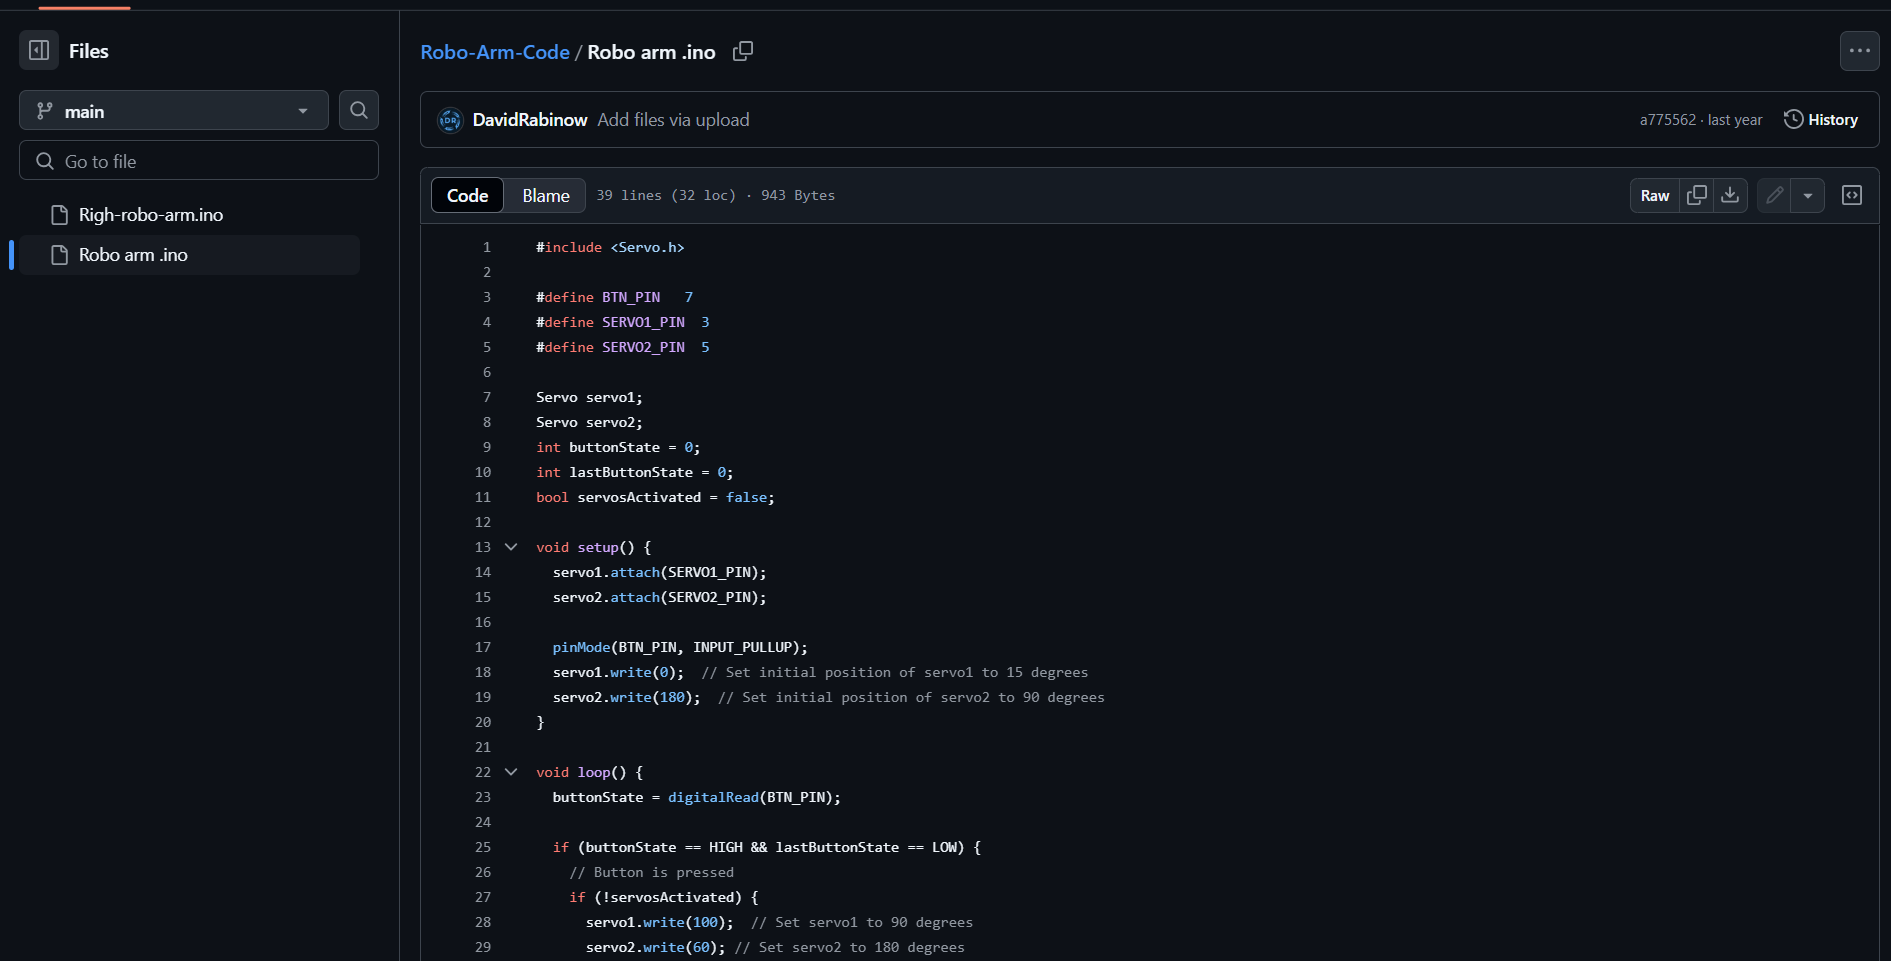 Files
main
Go to file
Righ-robo-arm.ino
Robo arm .ino
Robo-Arm-Code / Robo arm .ino
DR DavidRabinow Add files via upload a775562 · last year History
Code Blame 39 lines (32 loc) · 943 Bytes Raw
1 #include <Servo.h>
2
3 #define BTN_PIN   7
4 #define SERVO1_PIN  3
5 #define SERVO2_PIN  5
6
7 Servo servo1;
8 Servo servo2;
9 int buttonState = 0;
10 int lastButtonState = 0;
11 bool servosActivated = false;
12
13 void setup() {
14   servo1.attach(SERVO1_PIN);
15   servo2.attach(SERVO2_PIN);
16
17   pinMode(BTN_PIN, INPUT_PULLUP);
18   servo1.write(0);  // Set initial position of servo1 to 15 degrees
19   servo2.write(180);  // Set initial position of servo2 to 90 degrees
20 }
21
22 void loop() {
23   buttonState = digitalRead(BTN_PIN);
24
25   if (buttonState == HIGH && lastButtonState == LOW) {
26     // Button is pressed
27     if (!servosActivated) {
28       servo1.write(100);  // Set servo1 to 90 degrees
29       servo2.write(60); // Set servo2 to 180 degrees